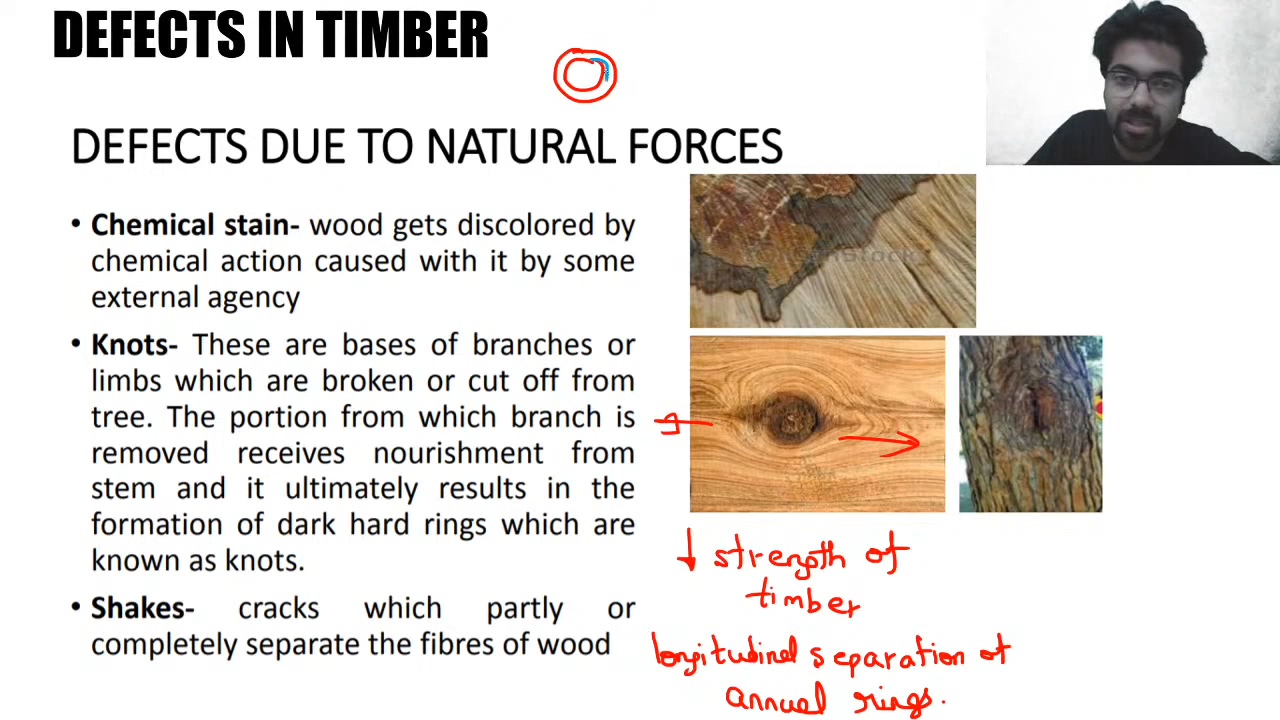 DEFECTS IN TIMBER
DEFECTS DUE TO NATURAL FORCES
• Chemical stain- wood gets discolored by
chemical action caused with it by some
external agency
• Knots- These are bases of branches or
limbs which are broken or cut off from
tree. The portion from which branch is
removed receives nourishment from
stem and it ultimately results in the
formation of dark hard rings which are
known as knots.
• Shakes- cracks which partly or
completely separate the fibres of wood
↓ strength of
timber
longitudinal separation of
annual rings.